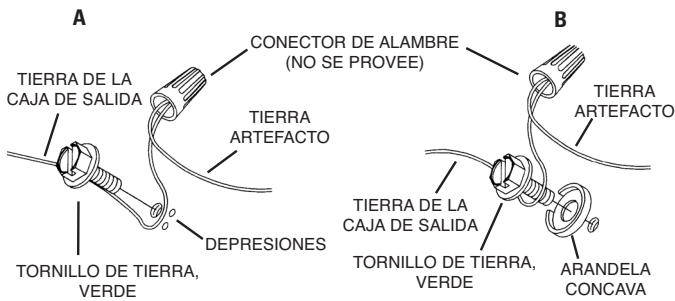 A
B
CONECTOR DE ALAMBRE
(NO SE PROVEE)
TIERRA DE LA
CAJA DE SALIDA
TIERRA
ARTEFACTO
TIERRA
ARTEFACTO
TIERRA DE LA
CAJA DE SALIDA
DEPRESIONES
TORNILLO DE TIERRA,
VERDE
TORNILLO DE TIERRA,
VERDE
ARANDELA
CONCAVA